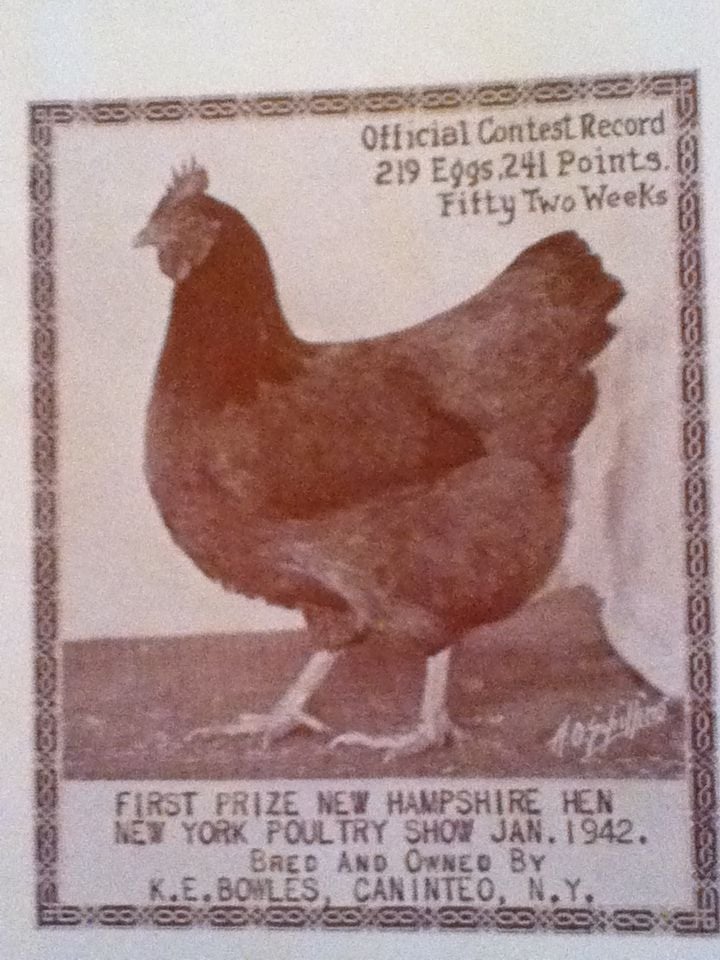 Official Contest Record
219 Eggs, 241 Points.
Fifty Two Weeks
FIRST PRIZE NEW HAMPSHIRE HEN
NEW YORK POULTRY SHOW JAN. 1942.
BRED AND OWNED BY
K.E. BOWLES, CANINTEO, N.Y.